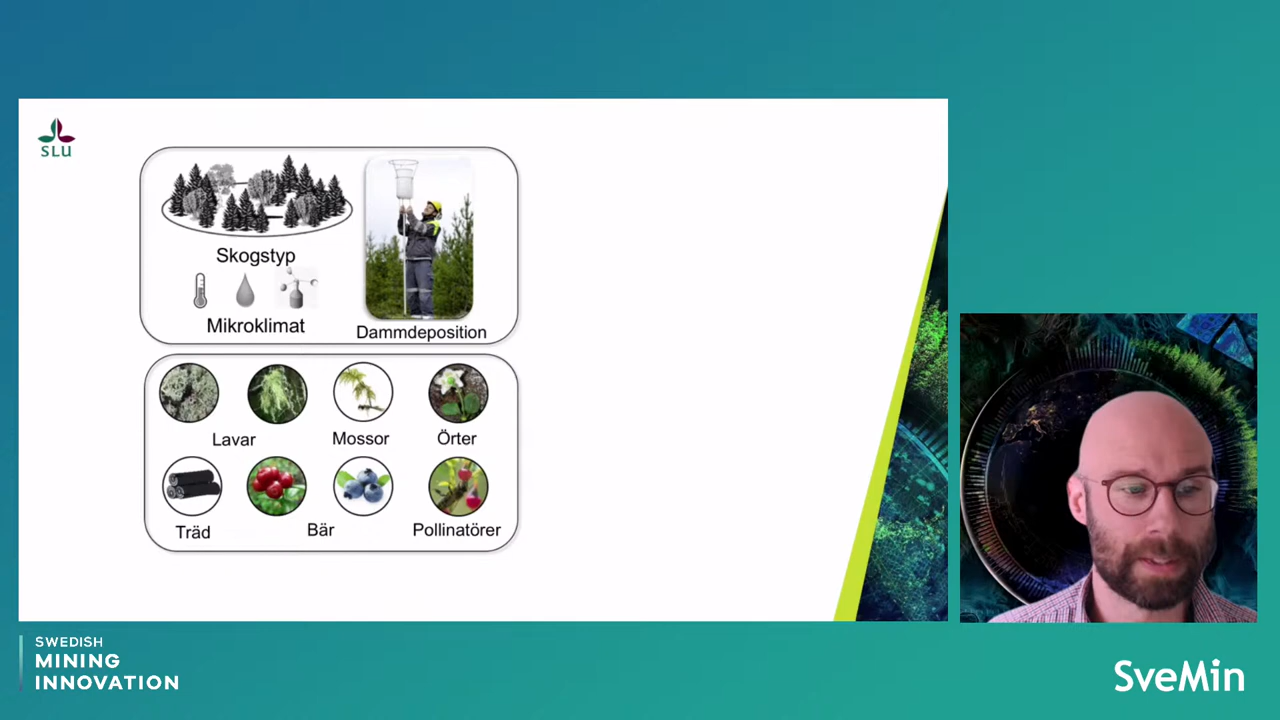 SLU
Skogstyp
Mikroklimat
Dammdeposition
Lavar
Mossor
Örter
Träd
Bär
Pollinatörer
SWEDISH
MINING
INNOVATION
SveMin